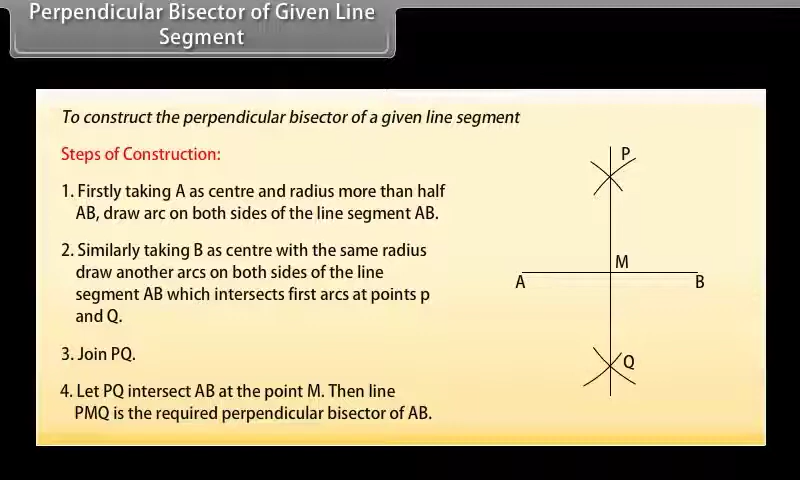 Perpendicular Bisector of Given Line
Segment
To construct the perpendicular bisector of a given line segment
Steps of Construction:
1. Firstly taking A as centre and radius more than half
AB, draw arc on both sides of the line segment AB.
2. Similarly taking B as centre with the same radius
draw another arcs on both sides of the line
segment AB which intersects first arcs at points p
and Q.
3. Join PQ.
4. Let PQ intersect AB at the point M. Then line
PMQ is the required perpendicular bisector of AB.
P
M
A
B
Q